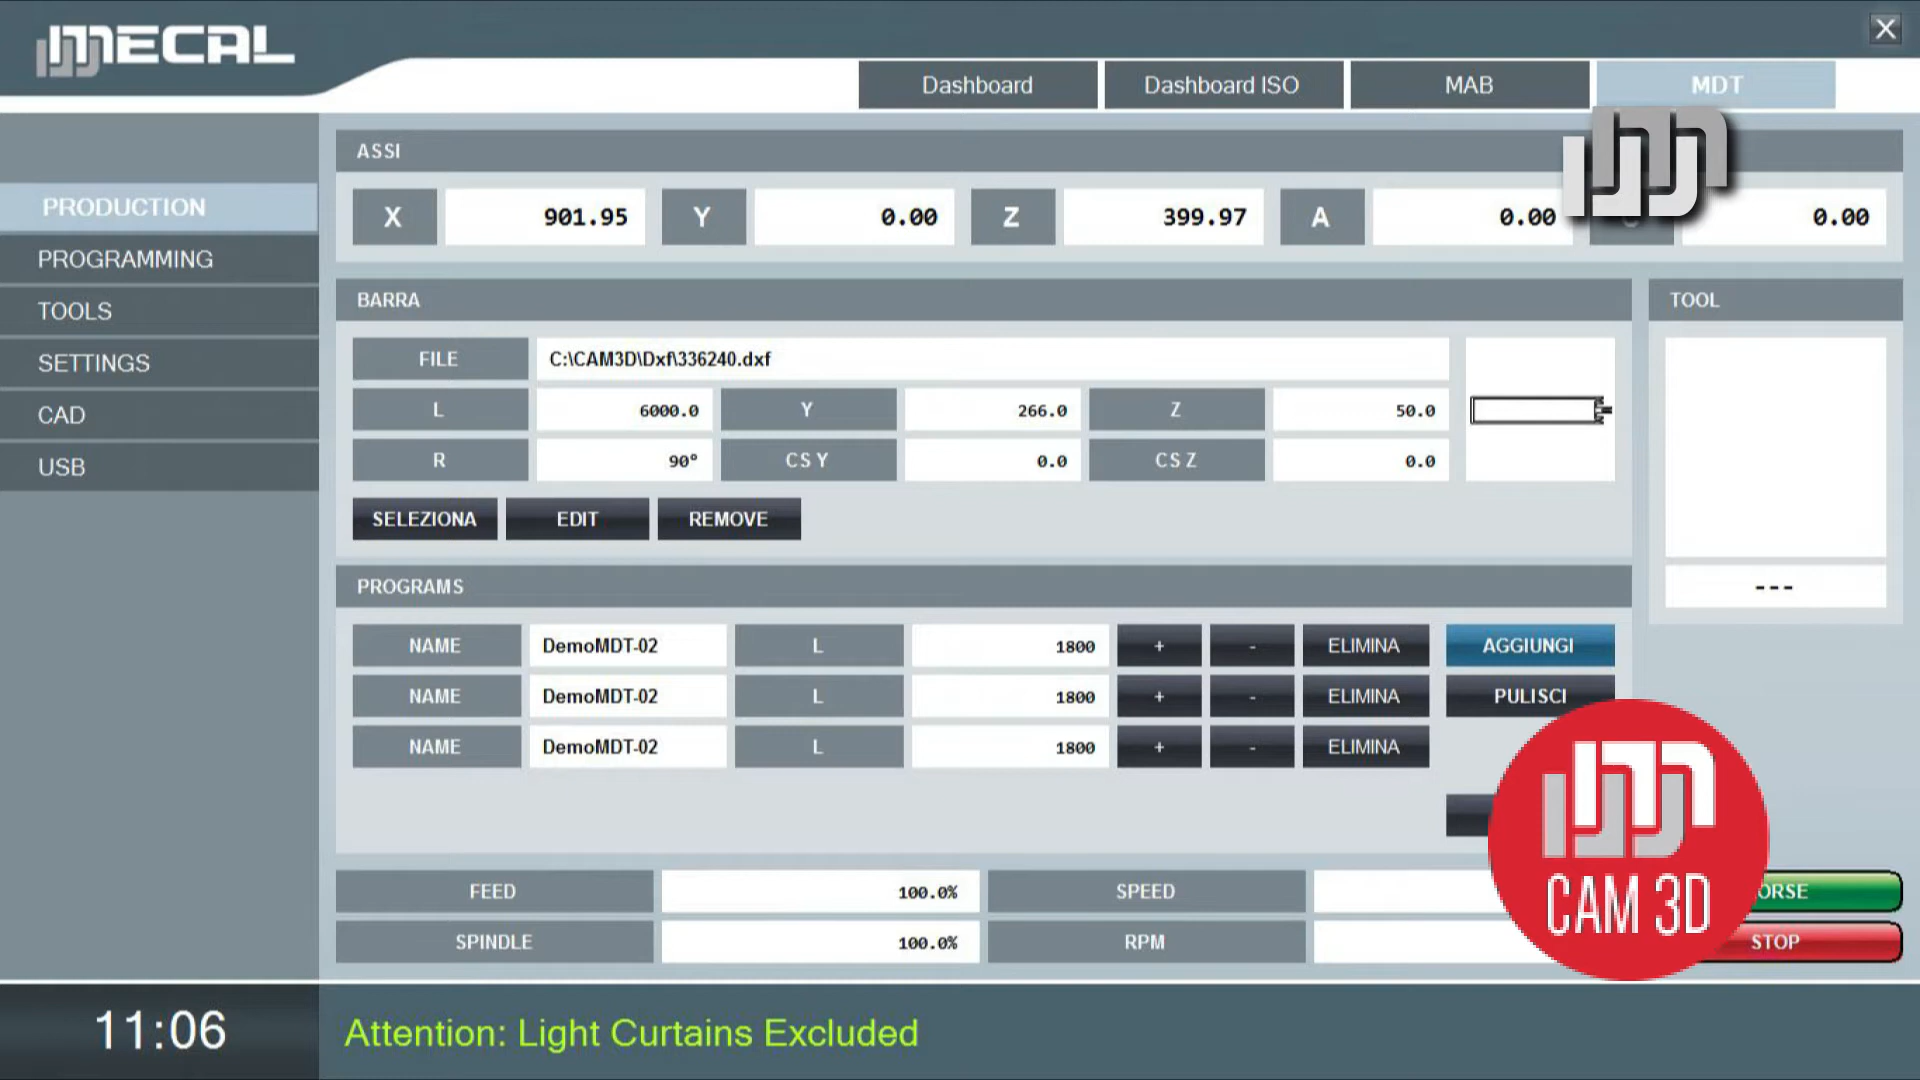 MECAL
Dashboard
Dashboard ISO
MAB
MDT
PRODUCTION
PROGRAMMING
TOOLS
SETTINGS
CAD
USB
ASSI
X 901.95 Y 0.00 Z 399.97 A 0.00 0.00
BARRA
FILE C:\CAM3D\Dxf\336240.dxf
L 6000.0 Y 266.0 Z 50.0
R 90° CS Y 0.0 CS Z 0.0
SELEZIONA EDIT REMOVE
TOOL
---
PROGRAMS
NAME DemoMDT-02 L 1800 + - ELIMINA AGGIUNGI
NAME DemoMDT-02 L 1800 + - ELIMINA PULISCI
NAME DemoMDT-02 L 1800 + - ELIMINA
FEED 100.0% SPEED
SPINDLE 100.0% RPM STOP
CAM 3D
11:06
Attention: Light Curtains Excluded